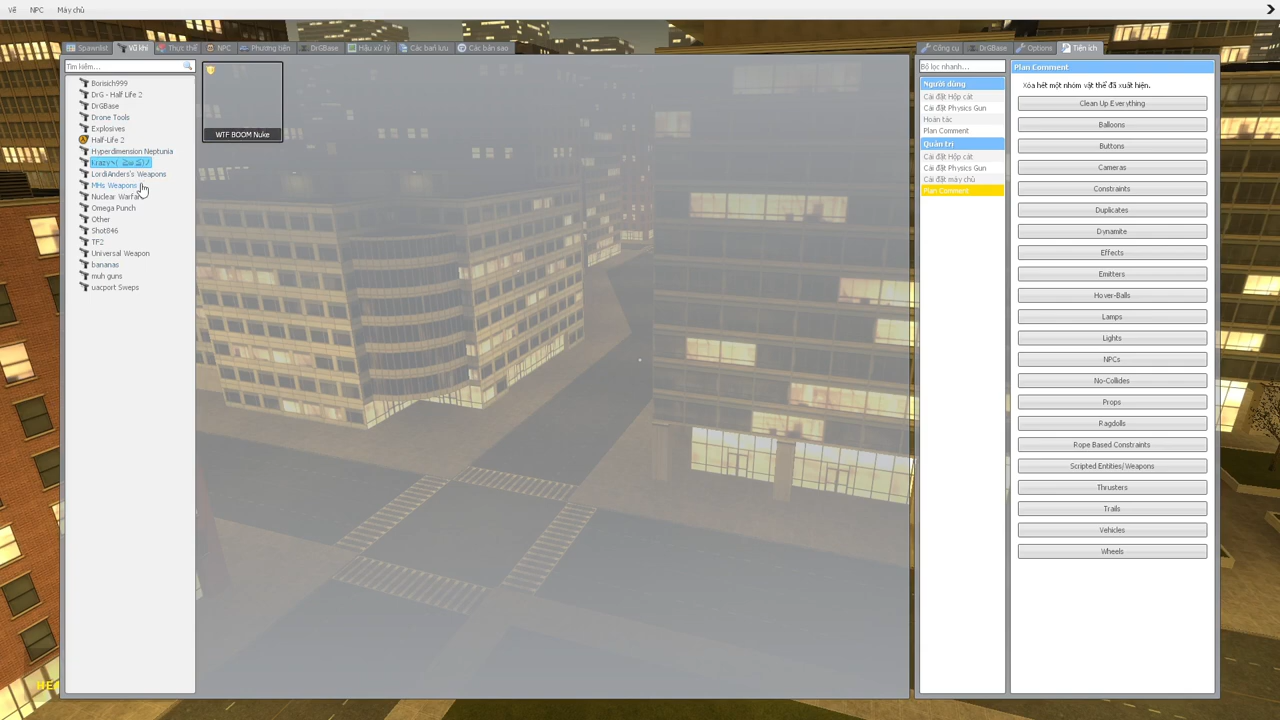 Vẽ NPC Máy chủ
Spawnlist Vũ khí Thực thể NPC Phương tiện DrGBase Hậu xử lý Các bản lưu Các bản sao
Công cụ DrGBase Options Tiện ích
Tìm kiếm...
Borisich999
DrG - Half Life 2
DrGBase
Drone Tools
Explosives
Half-Life 2
Hyperdimension Neptunia
LordiAnders's Weapons
MHs Weapons
Nuclear Warfar
Omega Punch
Other
Shot846
TF2
Universal Weapon
bananas
muh guns
uacport Sweps
WTF BOOM Nuke
Bộ lọc nhanh...
Người dùng
Cài đặt Hộp cát
Cài đặt Physics Gun
Hoàn tác
Plan Comment
Quản trị
Cài đặt Hộp cát
Cài đặt Physics Gun
Cài đặt máy chủ
Plan Comment
Plan Comment
Xóa hết một nhóm vật thể đã xuất hiện.
Clean Up Everything
Balloons
Buttons
Cameras
Constraints
Duplicates
Dynamite
Effects
Emitters
Hover-Balls
Lamps
Lights
NPCs
No-Collides
Props
Ragdolls
Rope Based Constraints
Scripted Entities/Weapons
Thrusters
Trails
Vehicles
Wheels